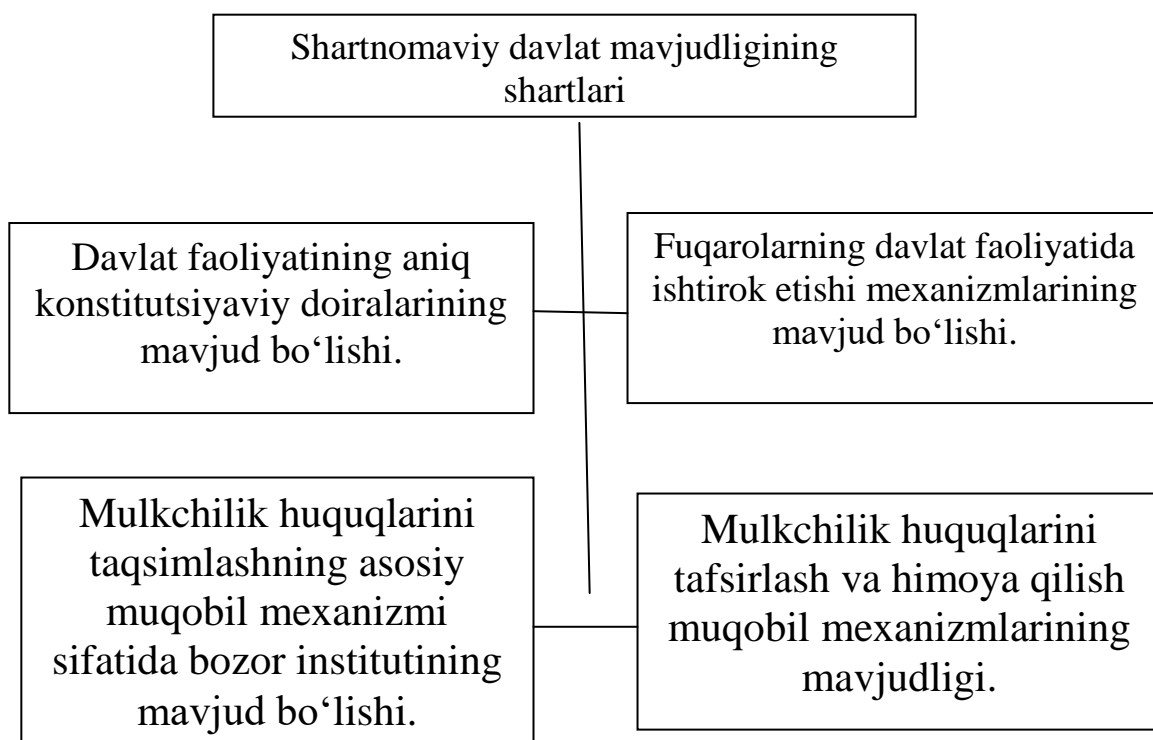 Shartnomaviy davlat mavjudligining
shartlari
Davlat faoliyatining aniq
konstitutsiyaviy doiralarining
mavjud bo‘lishi.
Fuqarolarning davlat faoliyatida
ishtirok etishi mexanizmlarining
mavjud bo‘lishi.
Mulkchilik huquqlarini
taqsimlashning asosiy
muqobil mexanizmi
sifatida bozor institutining
mavjud bo‘lishi.
Mulkchilik huquqlarini
tafsirlash va himoya qilish
muqobil mexanizmlarining
mavjudligi.